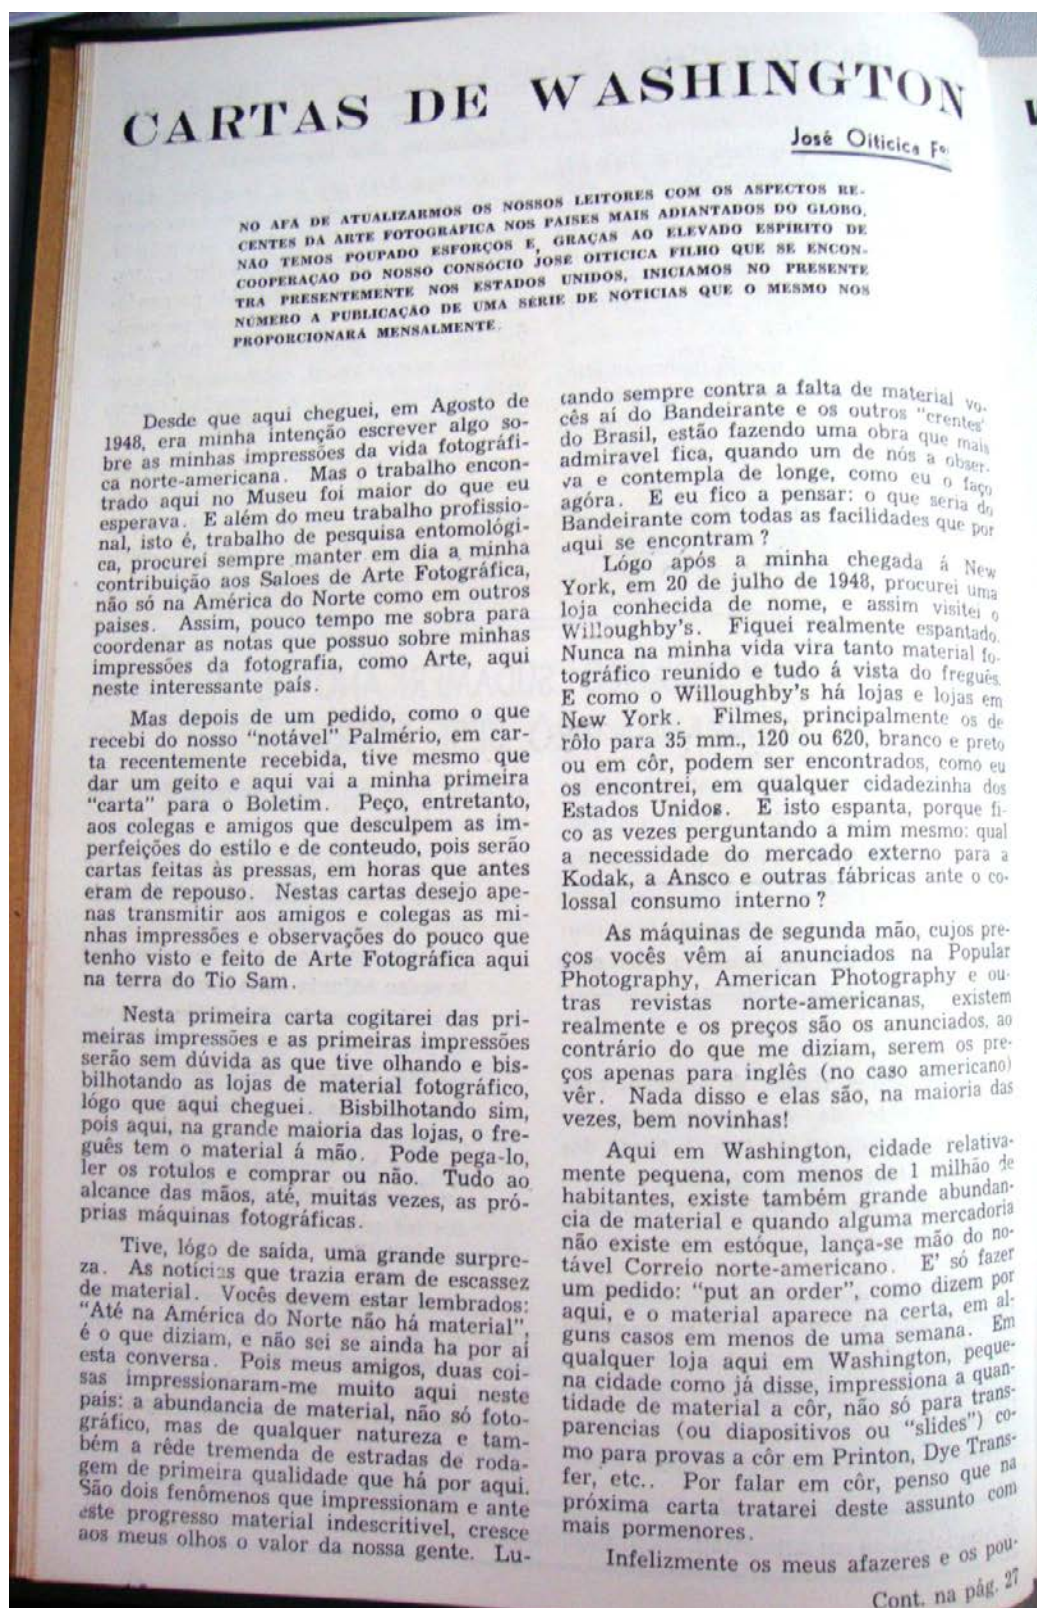 CARTAS DE WASHINGTON
José Oiticica Fo.
NO AFA DE ATUALIZARMOS OS NOSSOS LEITORES COM OS ASPECTOS RE-
CENTES DA ARTE FOTOGRÁFICA NOS PAISES MAIS ADIANTADOS DO GLOBO,
NÃO TEMOS POUPADO ESFORÇOS E, GRAÇAS AO ELEVADO ESPIRITO DE
COOPERAÇÃO DO NOSSO CONSÓCIO JOSE OITICICA FILHO QUE SE ENCON-
TRA PRESENTEMENTE NOS ESTADOS UNIDOS, INICIAMOS NO PRESENTE
NÚMERO A PUBLICAÇÃO DE UMA SÉRIE DE NOTICIAS QUE O MESMO NOS
PROPORCIONARÁ MENSALMENTE.
Desde que aqui cheguei, em Agosto de
1948, era minha intenção escrever algo so-
bre as minhas impressões da vida fotográfi-
ca norte-americana. Mas o trabalho encon-
trado aqui no Museu foi maior do que eu
esperava. E além do meu trabalho profissio-
nal, isto é, trabalho de pesquisa entomológi-
ca, procurei sempre manter em dia a minha
contribuição aos Saloes de Arte Fotográfica,
não só na América do Norte como em outros
paises. Assim, pouco tempo me sobra para
coordenar as notas que possuo sobre minhas
impressões da fotografia, como Arte, aqui
neste interessante país.
Mas depois de um pedido, como o que
recebi do nosso "notável" Palmério, em car-
ta recentemente recebida, tive mesmo que
dar um geito e aqui vai a minha primeira
"carta" para o Boletim. Peço, entretanto,
aos colegas e amigos que desculpem as im-
perfeições do estilo e de conteudo, pois serão
cartas feitas às pressas, em horas que antes
eram de repouso. Nestas cartas desejo ape-
nas transmitir aos amigos e colegas as mi-
nhas impressões e observações do pouco que
tenho visto e feito de Arte Fotográfica aqui
na terra do Tio Sam.
Nesta primeira carta cogitarei das pri-
meiras impressões e as primeiras impressões
serão sem dúvida as que tive olhando e bis-
bilhotando as lojas de material fotográfico,
lógo que aqui cheguei. Bisbilhotando sim,
pois aqui, na grande maioria das lojas, o fre-
guês tem o material á mão. Pode pega-lo,
ler os rotulos e comprar ou não. Tudo ao
alcance das mãos, até, muitas vezes, as pró-
prias máquinas fotográficas.
Tive, lógo de saída, uma grande surpre-
za. As notícias que trazia eram de escassez
de material. Vocês devem estar lembrados:
"Até na América do Norte não há material",
é o que diziam, e não sei se ainda ha por aí
esta conversa. Pois meus amigos, duas coi-
sas impressionaram-me muito aqui neste
país: a abundancia de material, não só foto-
gráfico, mas de qualquer natureza e tam-
bém a rêde tremenda de estradas de roda-
gem de primeira qualidade que há por aqui.
São dois fenômenos que impressionam e ante
este progresso material indescritivel, cresce
aos meus olhos o valor da nossa gente. Lu-
tando sempre contra a falta de material vo-
cês aí do Bandeirante e os outros "crentes"
do Brasil, estão fazendo uma obra que mais
admiravel fica, quando um de nós a obser-
va e contempla de longe, como eu o faço
agóra. E eu fico a pensar: o que seria do
Bandeirante com todas as facilidades que por
aqui se encontram?
Lógo após a minha chegada á New
York, em 20 de julho de 1948, procurei uma
loja conhecida de nome, e assim visitei o
Willoughby's. Fiquei realmente espantado.
Nunca na minha vida vira tanto material fo-
tográfico reunido e tudo á vista do freguês.
E como o Willoughby's há lojas e lojas em
New York. Filmes, principalmente os de
rôlo para 35 mm., 120 ou 620, branco e preto
ou em côr, podem ser encontrados, como eu
os encontrei, em qualquer cidadezinha dos
Estados Unidos. E isto espanta, porque fi-
co as vezes perguntando a mim mesmo: qual
a necessidade do mercado externo para a
Kodak, a Ansco e outras fábricas ante o co-
lossal consumo interno?
As máquinas de segunda mão, cujos pre-
ços vocês vêm aí anunciados na Popular
Photography, American Photography e ou-
tras revistas norte-americanas, existem
realmente e os preços são os anunciados, ao
contrário do que me diziam, serem os pre-
ços apenas para inglês (no caso americano)
vêr. Nada disso e elas são, na maioria das
vezes, bem novinhas!
Aqui em Washington, cidade relativa-
mente pequena, com menos de 1 milhão de
habitantes, existe também grande abundan-
cia de material e quando alguma mercadoria
não existe em estóque, lança-se mão do no-
tável Correio norte-americano. E' só fazer
um pedido: "put an order", como dizem por
aqui, e o material aparece na certa, em al-
guns casos em menos de uma semana. Em
qualquer loja aqui em Washington, peque-
na cidade como já disse, impressiona a quan-
tidade de material a côr, não só para trans-
parencias (ou diapositivos ou "slides") co-
mo para provas a côr em Printon, Dye Trans-
fer, etc.. Por falar em côr, penso que na
próxima carta tratarei deste assunto com
mais pormenores.
Infelizmente os meus afazeres e os pou-
Cont. na pág. 27